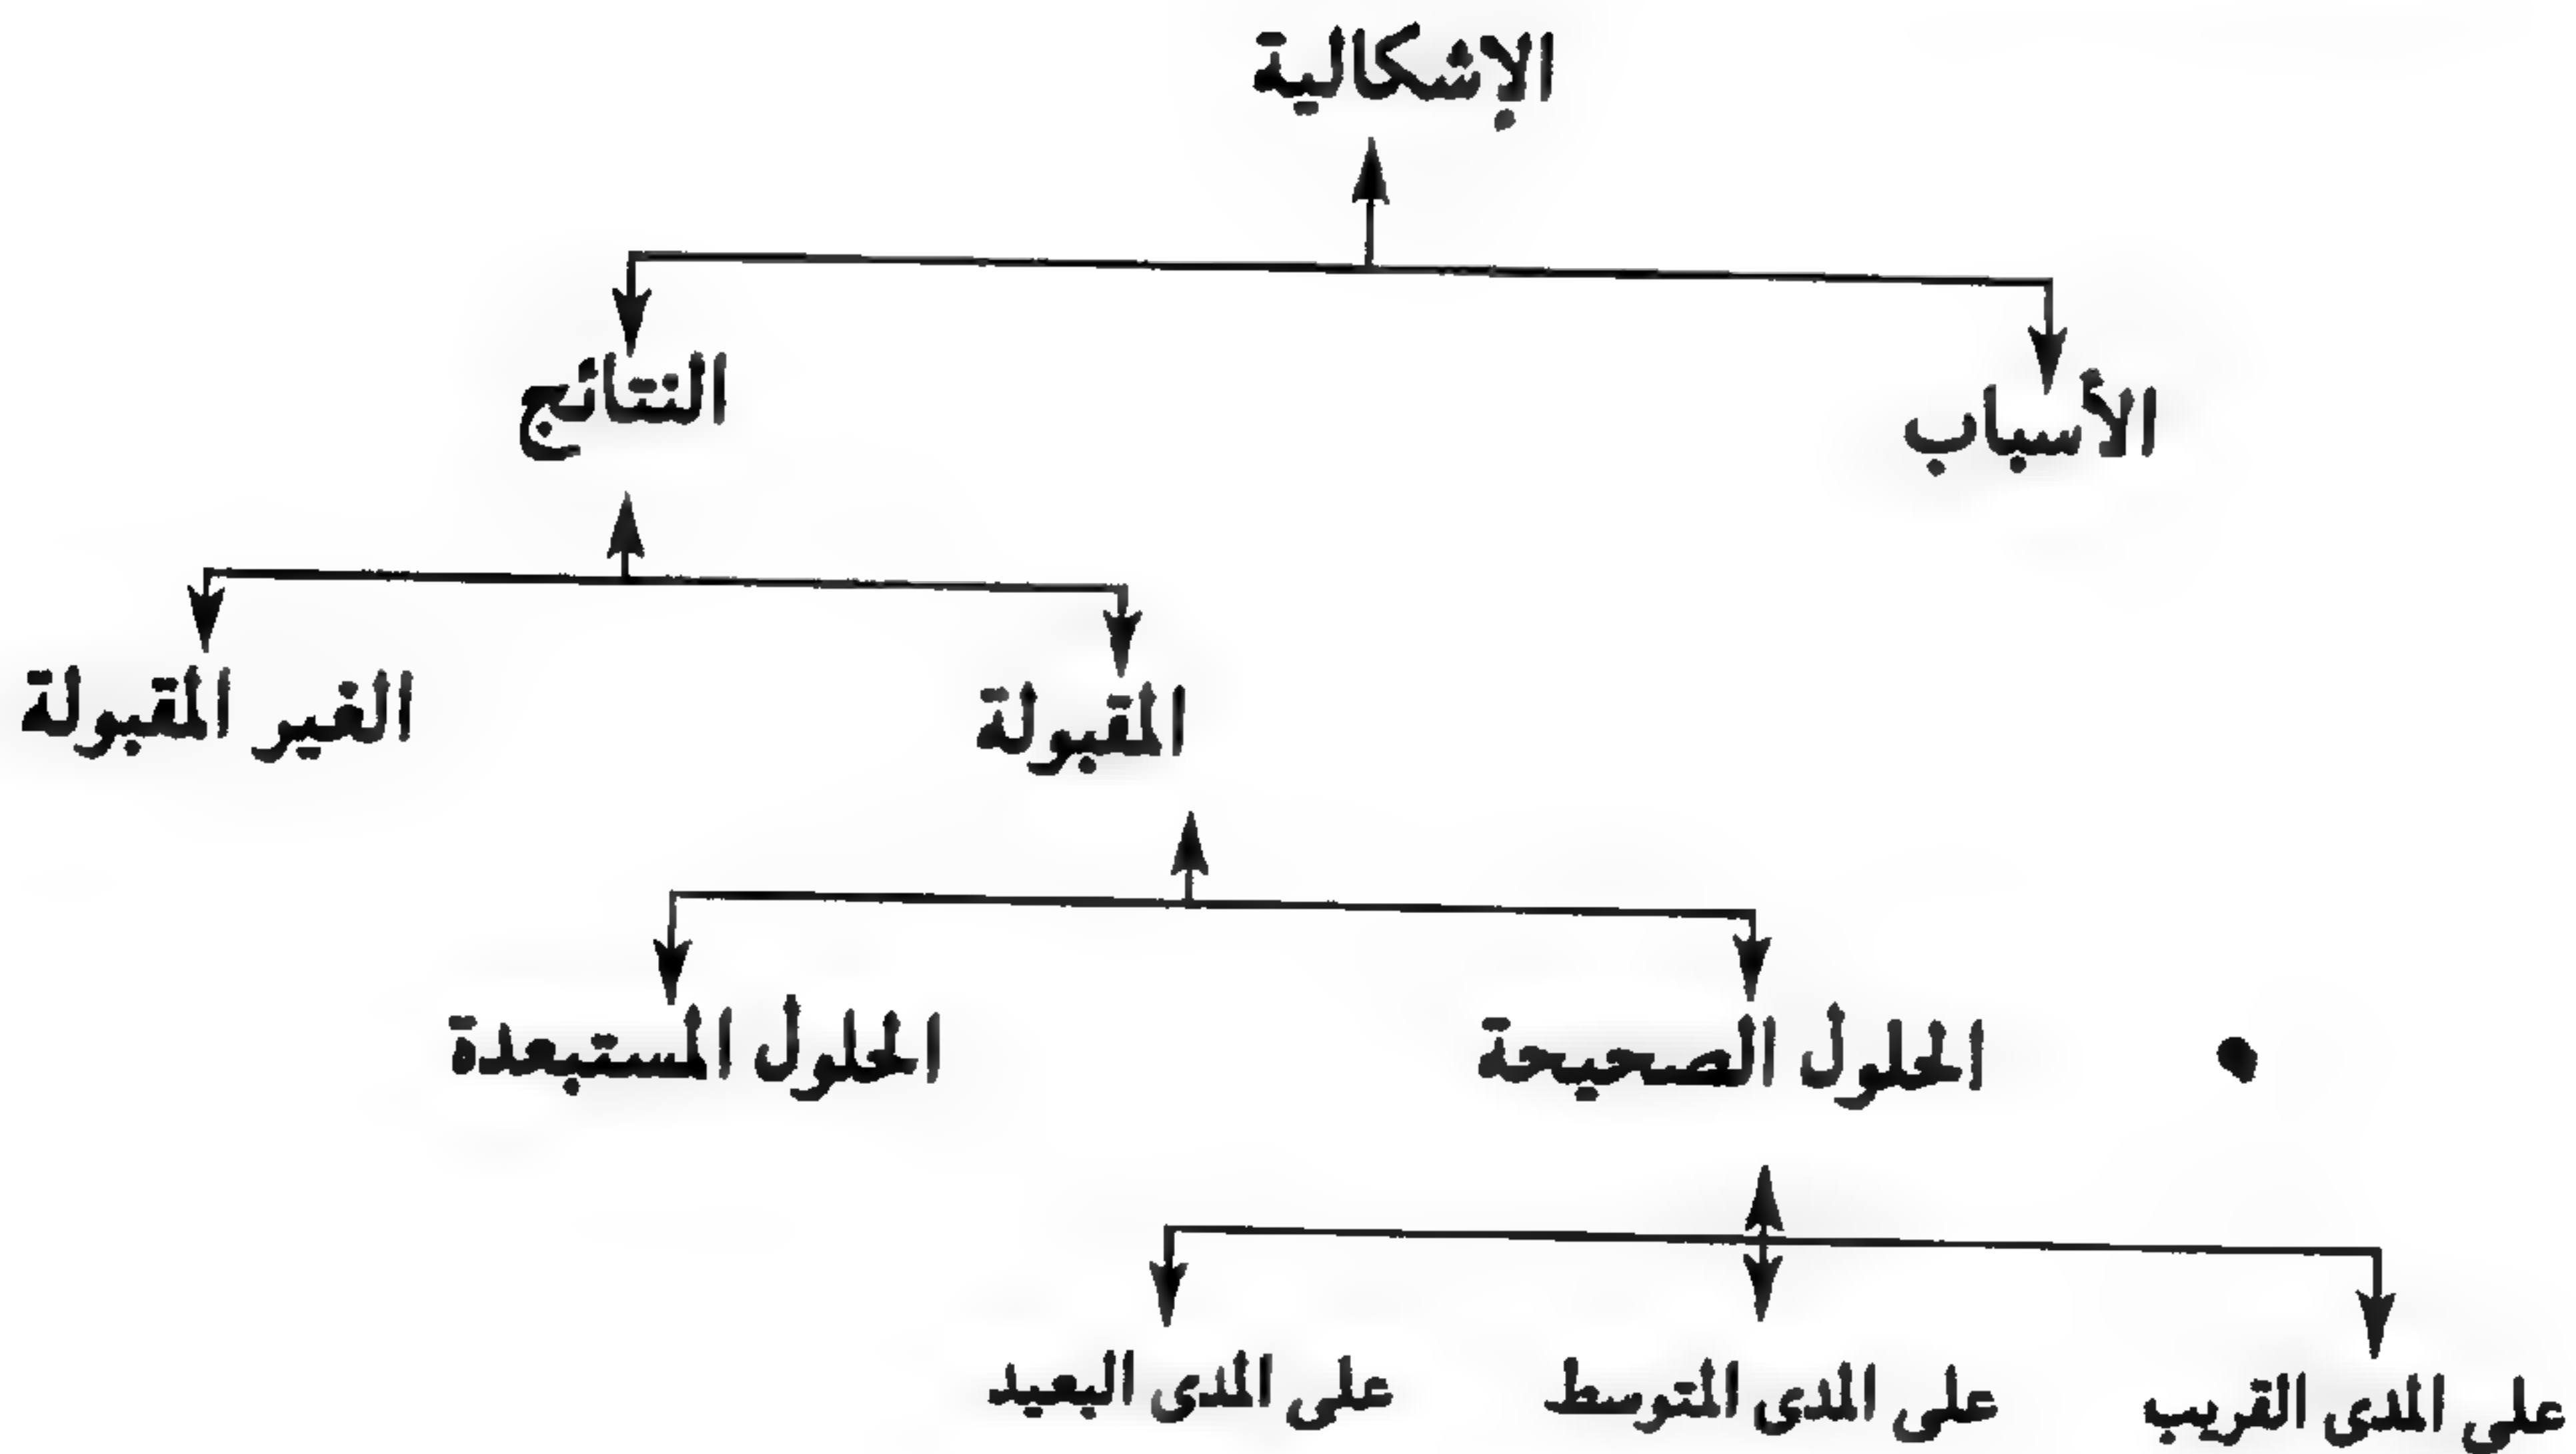 الإشكالية
الأسباب
النتائج
المقبولة
الغير المقبولة
الحلول الصحيحة
الحلول المستبعدة
على المدى القريب
على المدى المتوسط
على المدى البعيد